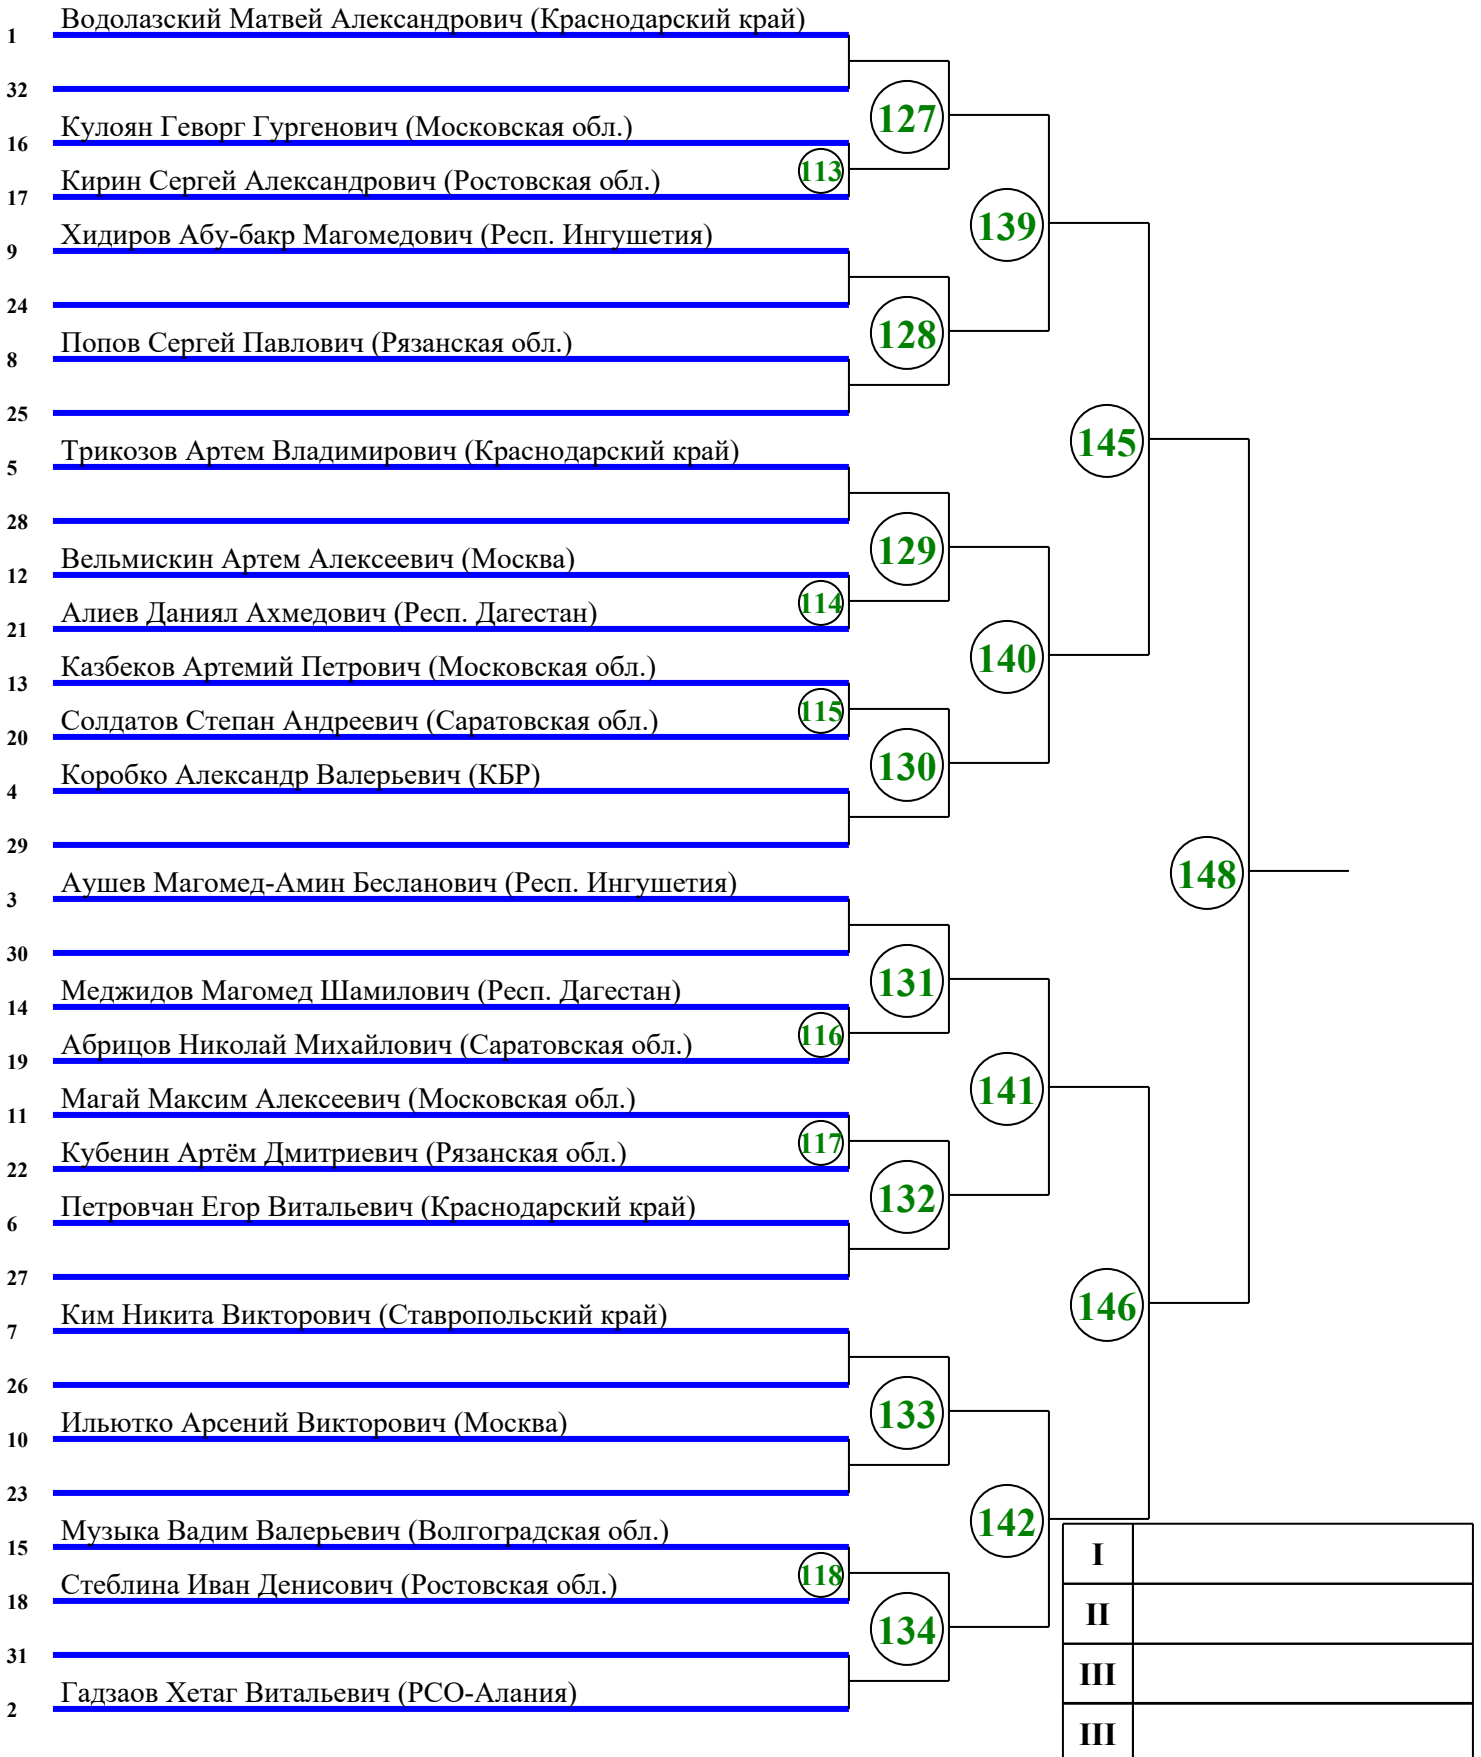 Водолазский Матвей Александрович (Краснодарский край)
1
32
127
Кулоян Геворг Гургенович (Московская обл.)
16
113
Кирин Сергей Александрович (Ростовская обл.)
17
139
Хидиров Абу-бакр Магомедович (Респ. Ингушетия)
9
24
128
Попов Сергей Павлович (Рязанская обл.)
8
25
145
Трикозов Артем Владимирович (Краснодарский край)
5
28
129
Вельмискин Артем Алексеевич (Москва)
12
114
Алиев Даниял Ахмедович (Респ. Дагестан)
21
140
Казбеков Артемий Петрович (Московская обл.)
13
115
Солдатов Степан Андреевич (Саратовская обл.)
20
130
Коробко Александр Валерьевич (КБР)
4
29
148
Аушев Магомед-Амин Бесланович (Респ. Ингушетия)
3
30
131
Меджидов Магомед Шамилович (Респ. Дагестан)
14
116
Абрицов Николай Михайлович (Саратовская обл.)
19
141
Магай Максим Алексеевич (Московская обл.)
11
117
Кубенин Артём Дмитриевич (Рязанская обл.)
22
132
Петровчан Егор Витальевич (Краснодарский край)
6
27
146
Ким Никита Викторович (Ставропольский край)
7
26
133
Ильютко Арсений Викторович (Москва)
10
23
142
Музыка Вадим Валерьевич (Волгоградская обл.)
15
I
118
Стеблина Иван Денисович (Ростовская обл.)
18
II
134
31
III
Гадзаов Хетаг Витальевич (РСО-Алания)
2
III